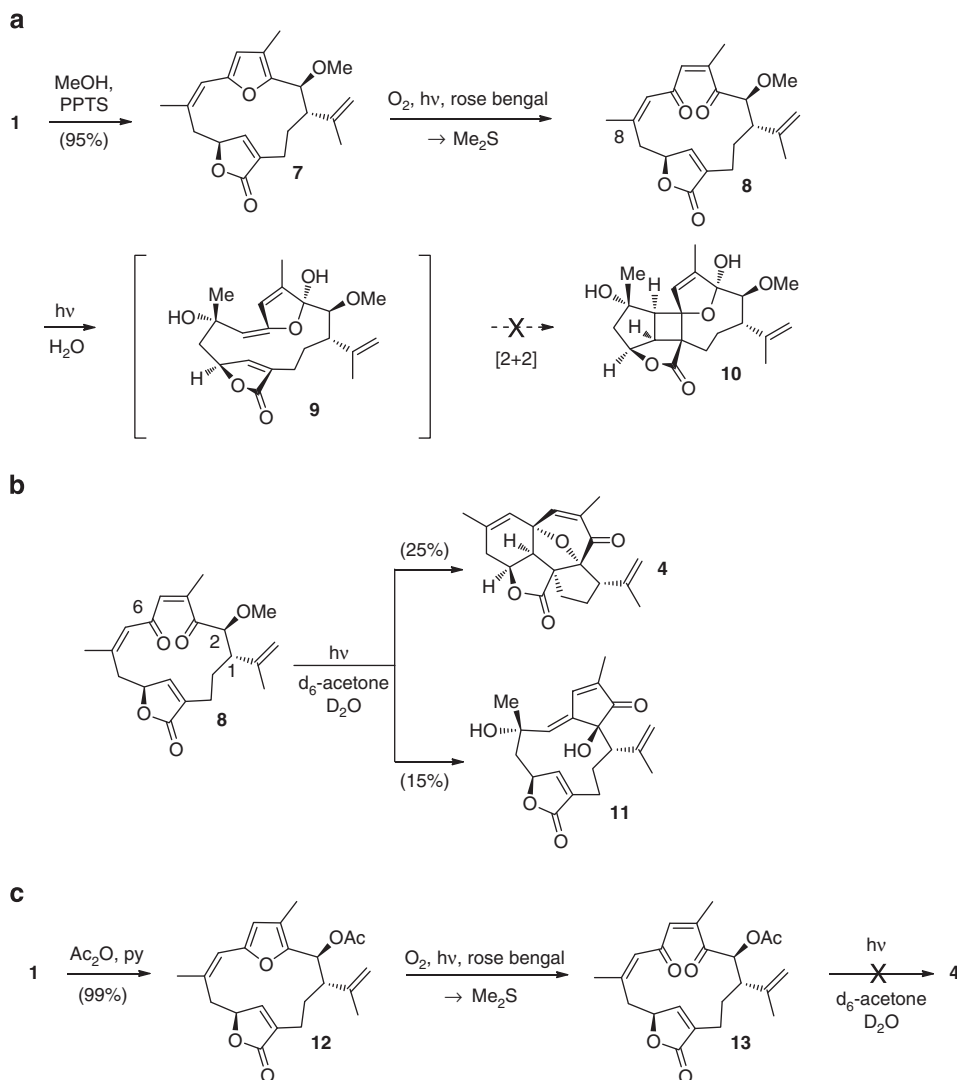 a
1
MeOH,
PPTS
(95%)
O
OMe
O
O
7
O₂, hν, rose bengal
→ Me₂S
O
O
OMe
8
O
O
8
hν
H₂O
Me
HO
OH
O
OMe
H
O
O
9
X
[2+2]
Me
HO
H
OH
O
OMe
H
H
O
O
10
b
6
O
O
OMe
2
1
O
O
8
hν
d₆-acetone
D₂O
(25%)
H
O
O
H
O
O
4
(15%)
Me
HO
O
HO
O
O
11
c
1
Ac₂O, py
(99%)
O
OAc
O
O
12
O₂, hν, rose bengal
→ Me₂S
O
O
OAc
O
O
13
hν
X
d₆-acetone
D₂O
4